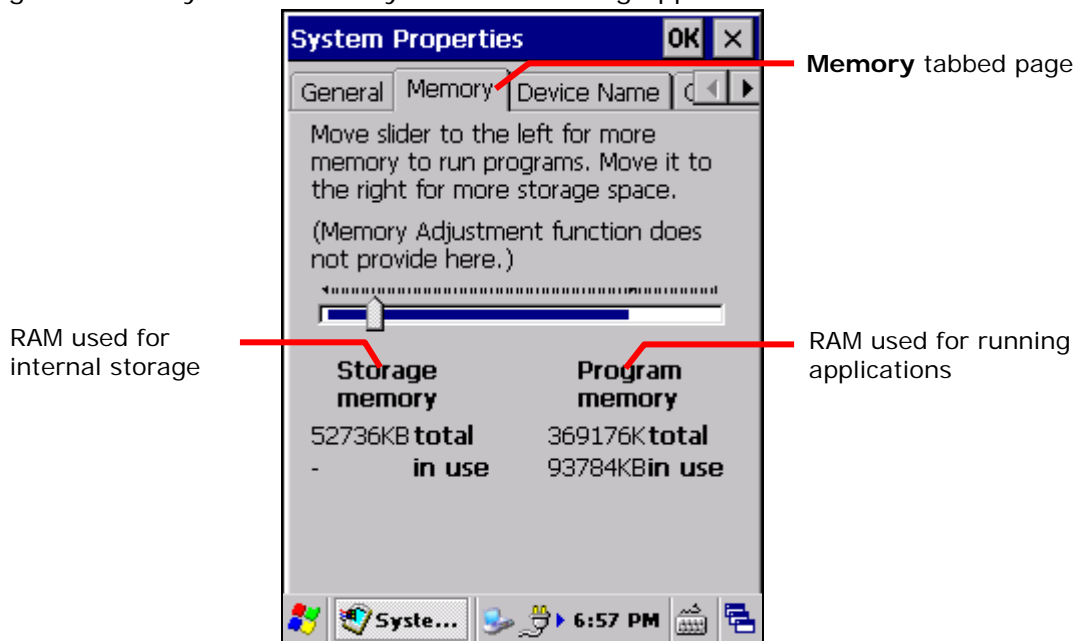 System Properties OK ×
Memory tabbed page
General Memory Device Name
Move slider to the left for more
memory to run programs. Move it to
the right for more storage space.
(Memory Adjustment function does
not provide here.)
RAM used for
internal storage
RAM used for running
applications
Storage
memory
Program
memory
52736KB total 369176K total
- in use 93784KB in use
Syste... 6:57 PM